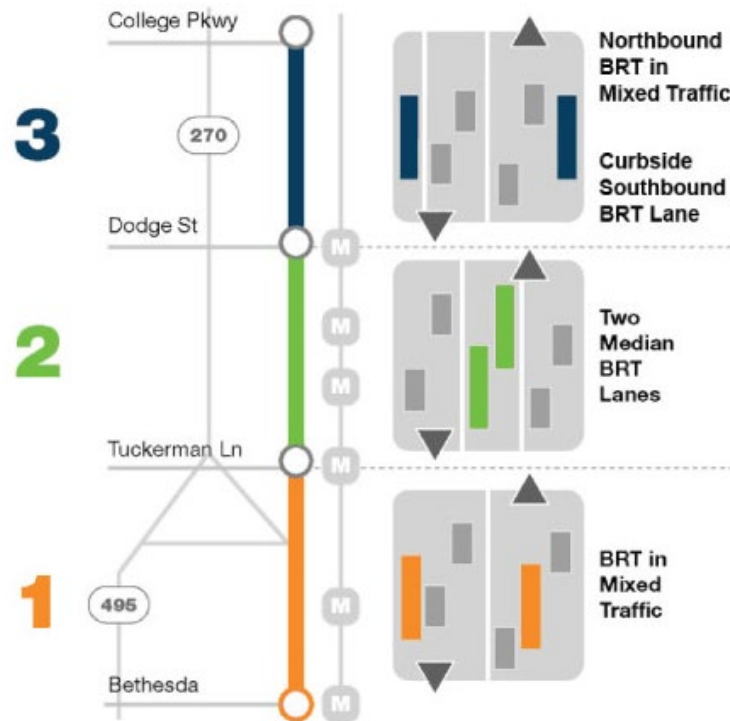 College Pkwy
3
270
Northbound
BRT in
Mixed Traffic
Curbside
Southbound
BRT Lane
Dodge St
M
2
M
M
Two
Median
BRT
Lanes
Tuckerman Ln
M
1
495
M
BRT in
Mixed
Traffic
Bethesda
M